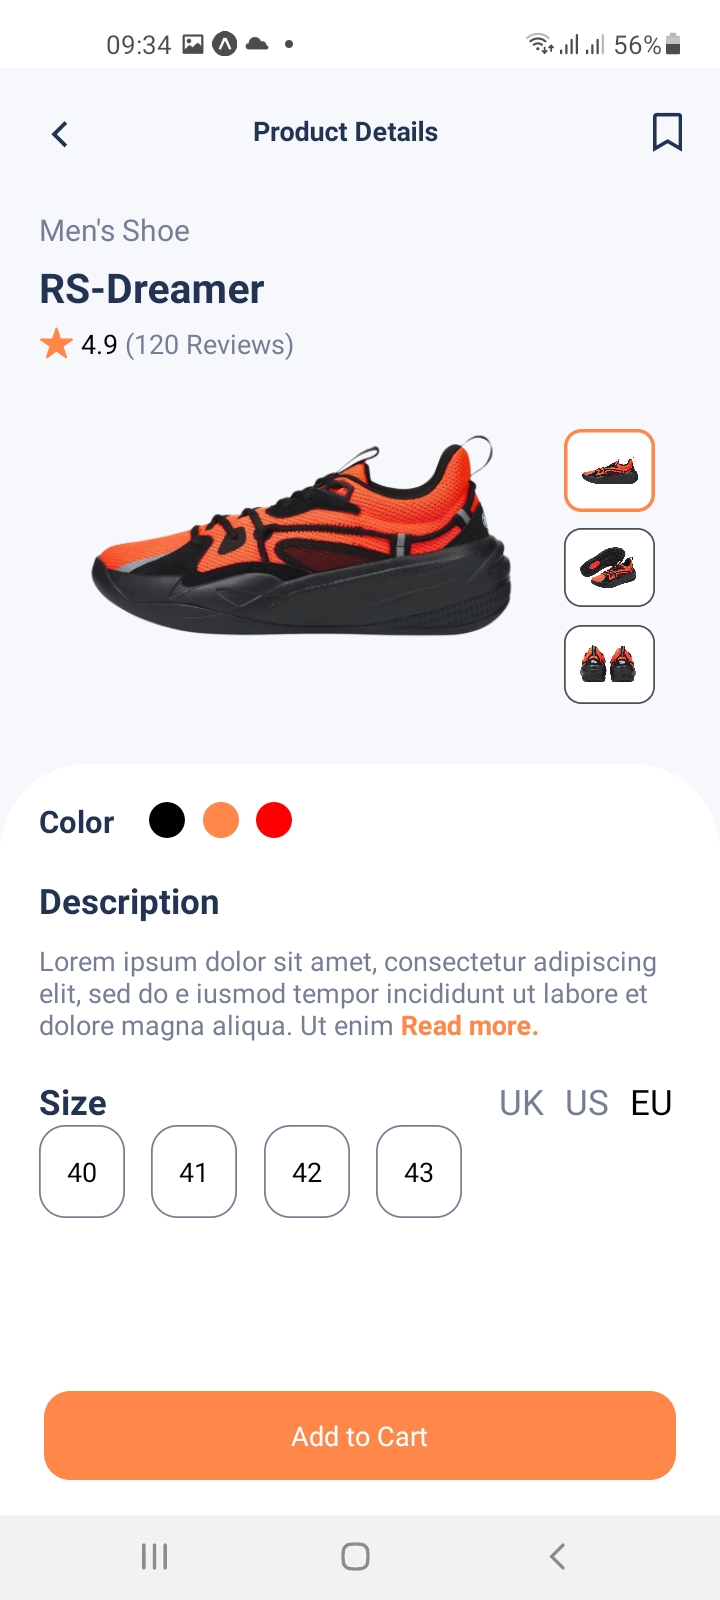 09:34 56%
Product Details
Men's Shoe
RS-Dreamer
4.9 (120 Reviews)
Color
Description
Lorem ipsum dolor sit amet, consectetur adipiscing
elit, sed do e iusmod tempor incididunt ut labore et
dolore magna aliqua. Ut enim Read more.
Size UK US EU
40 41 42 43
Add to Cart